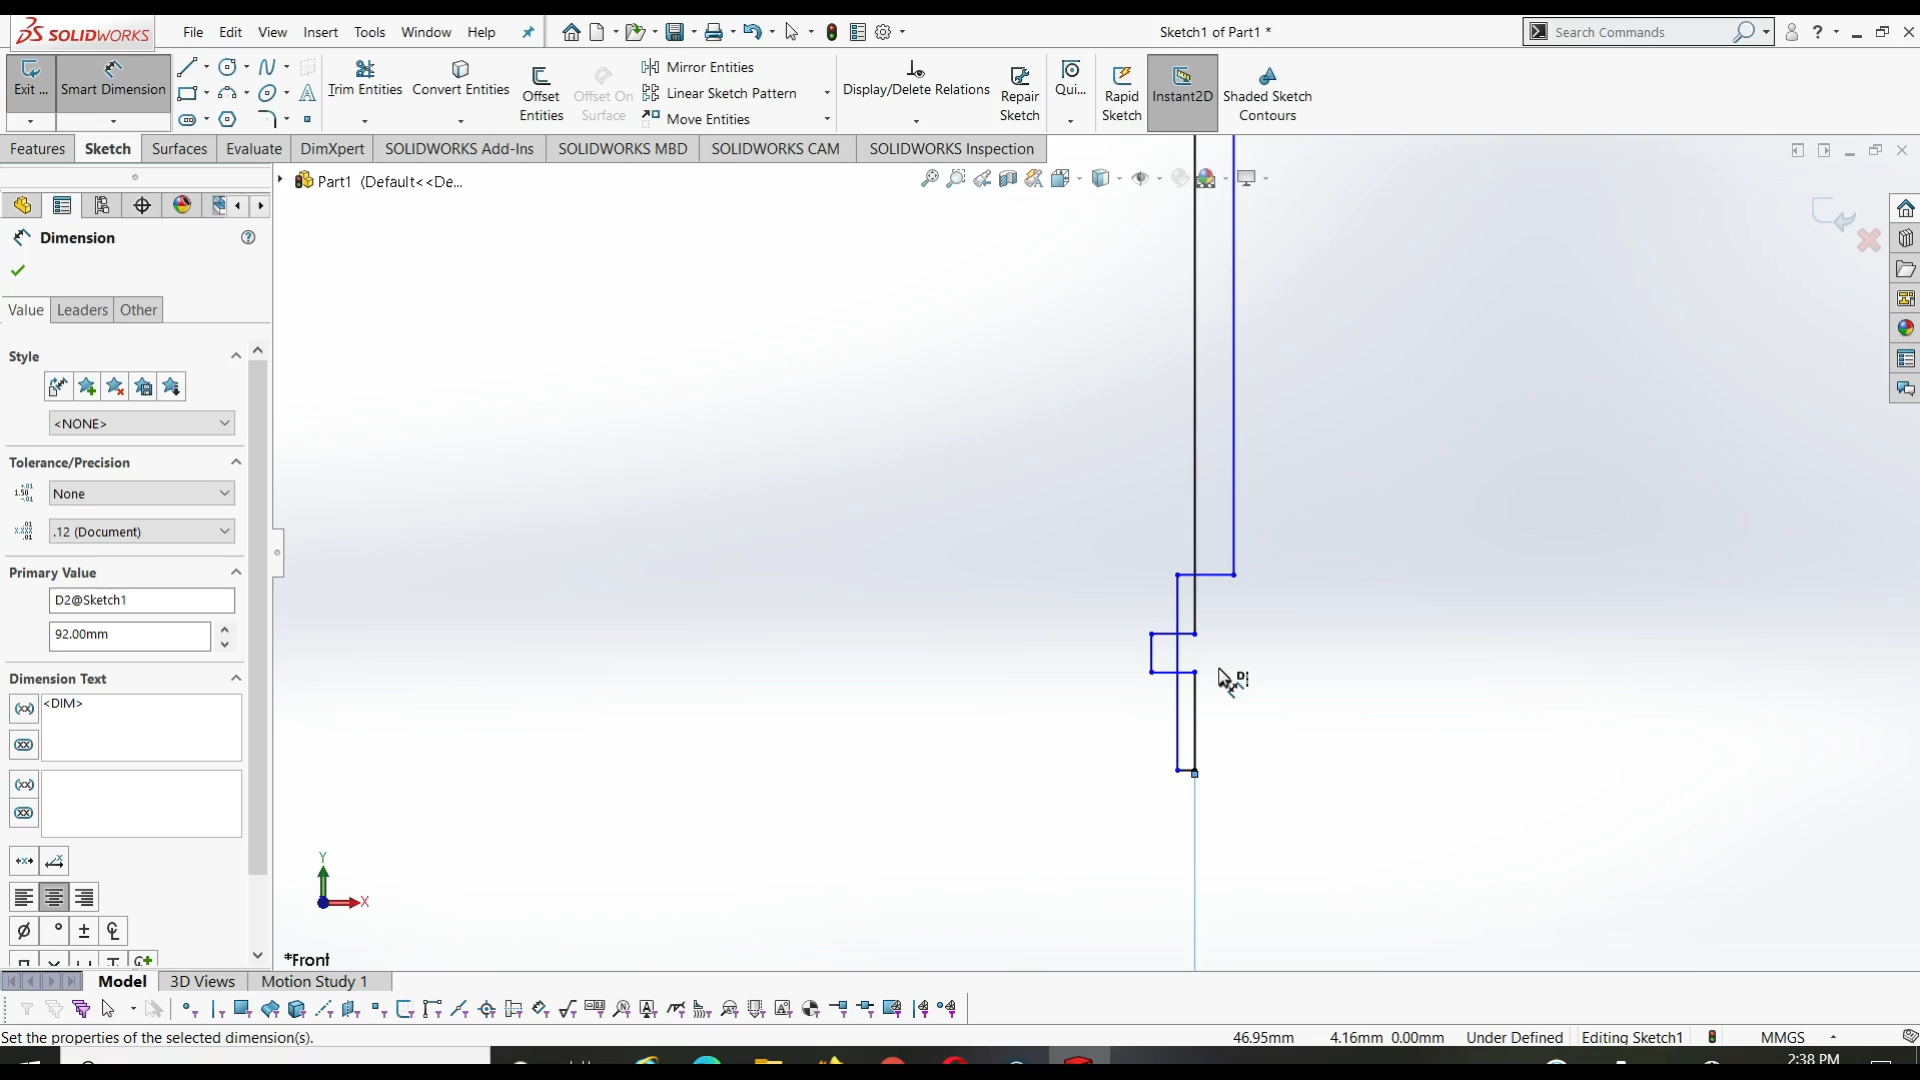 SOLIDWORKS
File Edit View Insert Tools Window Help
Sketch1 of Part1 *
Search Commands
Exit ...
Smart Dimension
Trim Entities
Convert Entities
Offset Entities
Offset On Surface
Mirror Entities
Linear Sketch Pattern
Move Entities
Display/Delete Relations
Repair Sketch
Qui...
Rapid Sketch
Instant2D
Shaded Sketch Contours
Features Sketch Surfaces Evaluate DimXpert SOLIDWORKS Add-Ins SOLIDWORKS MBD SOLIDWORKS CAM SOLIDWORKS Inspection
Part1 (Default<<De...
Dimension
Value Leaders Other
Style
<NONE>
Tolerance/Precision
None
.12 (Document)
Primary Value
D2@Sketch1
92.00mm
Dimension Text
<DIM>
Y
X
*Front
Model 3D Views Motion Study 1
Set the properties of the selected dimension(s).
46.95mm 4.16mm 0.00mm Under Defined Editing Sketch1 MMGS
2:38 PM